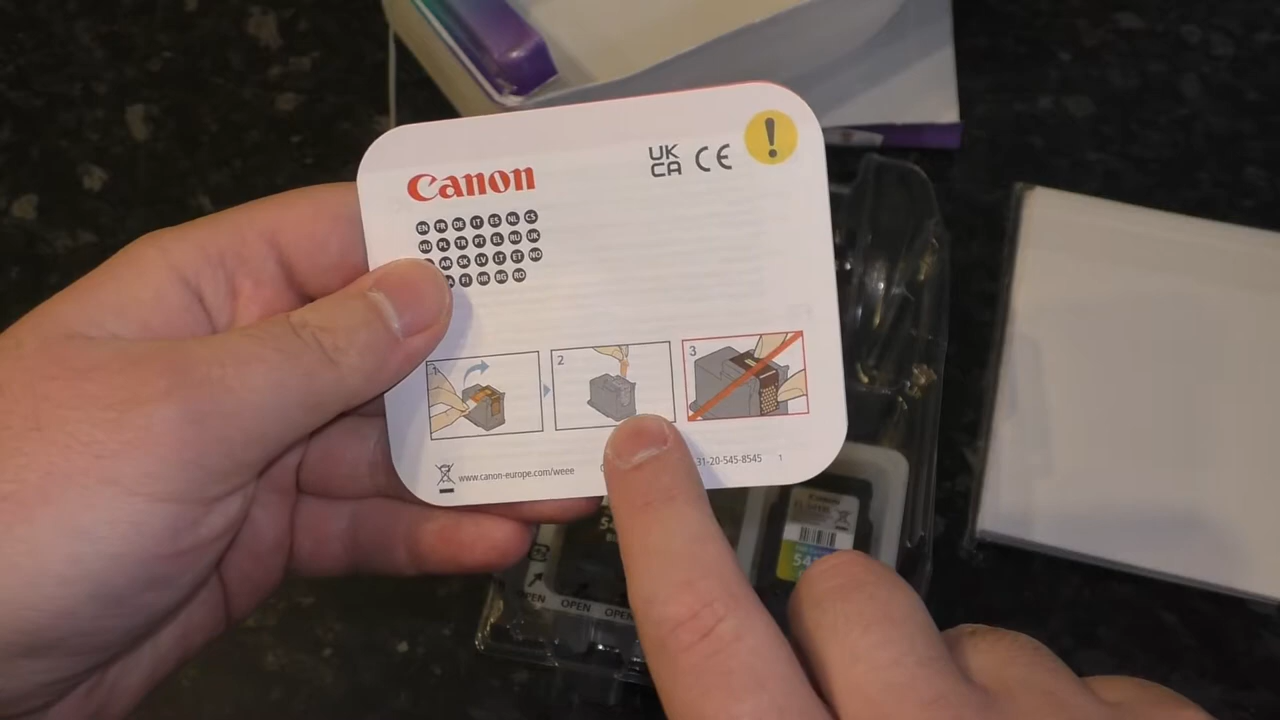 Canon
UK
CA CE
!
EN FR DE IT ES NL CS
HU PL TR PT EL RU UK
AR SK LV LT ET NO
FI HR BG RO
1
2
3
www.canon-europe.com/weee
31-20-545-8545 1
Canon
54
OPEN OPEN OPEN